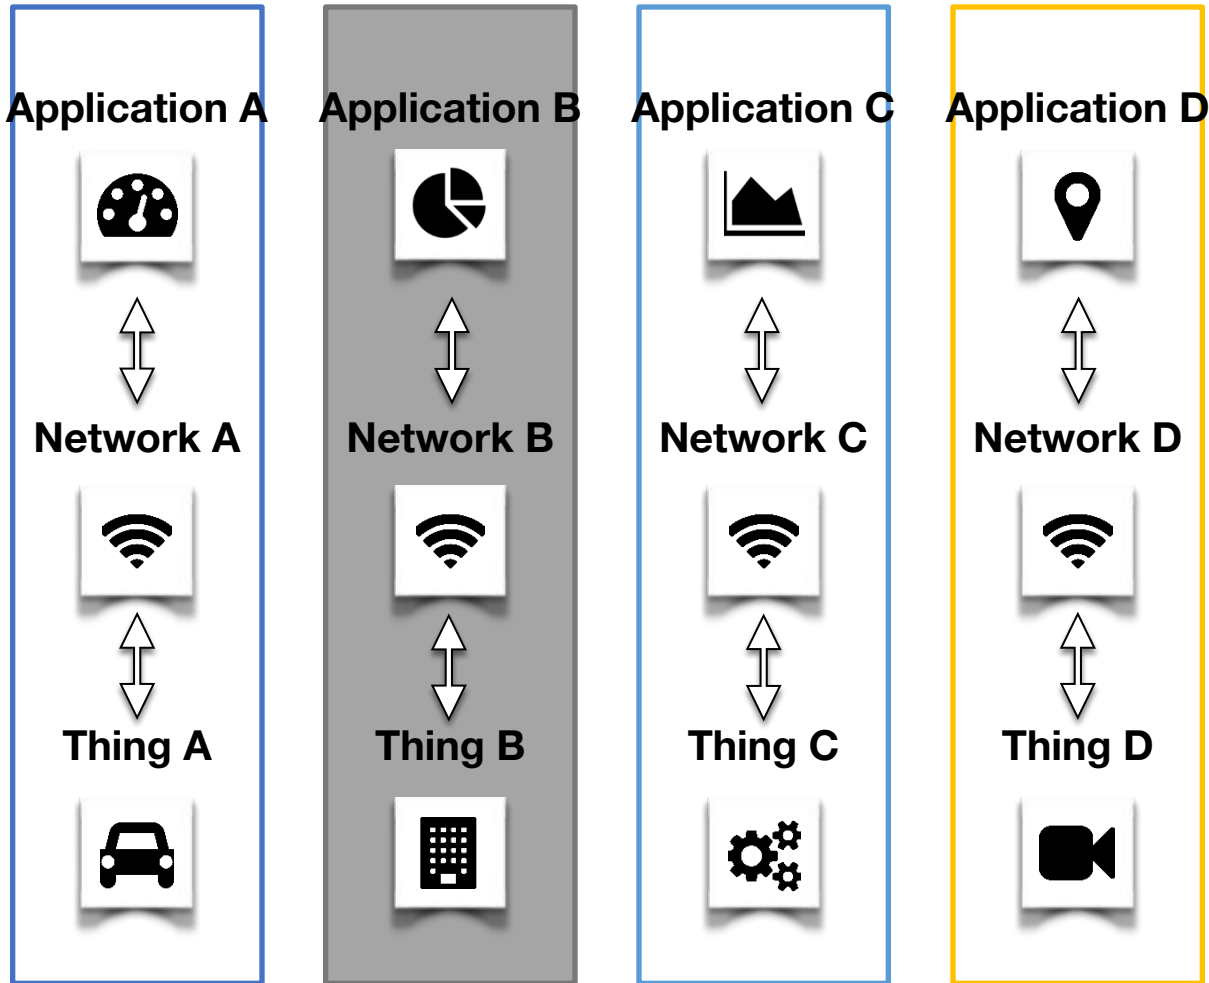 Application A
Application B
Application C
Application D
Network A
Network B
Network C
Network D
Thing A
Thing B
Thing C
Thing D